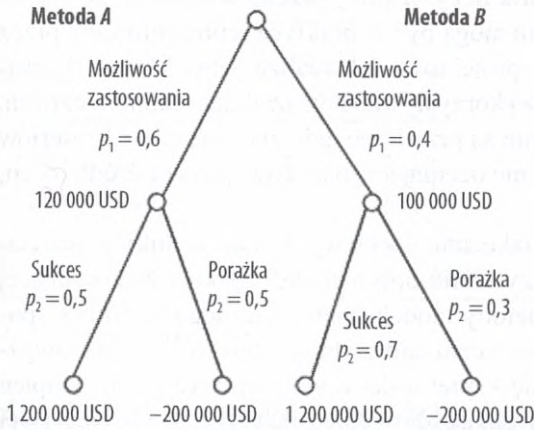 Metoda A
Metoda B
Możliwość
zastosowania
p₁ = 0,6
Możliwość
zastosowania
p₁ = 0,4
120 000 USD
100 000 USD
Sukces
p₂ = 0,5
Porażka
p₂ = 0,5
Sukces
p₂ = 0,7
Porażka
p₂ = 0,3
1 200 000 USD
–200 000 USD
1 200 000 USD
–200 000 USD